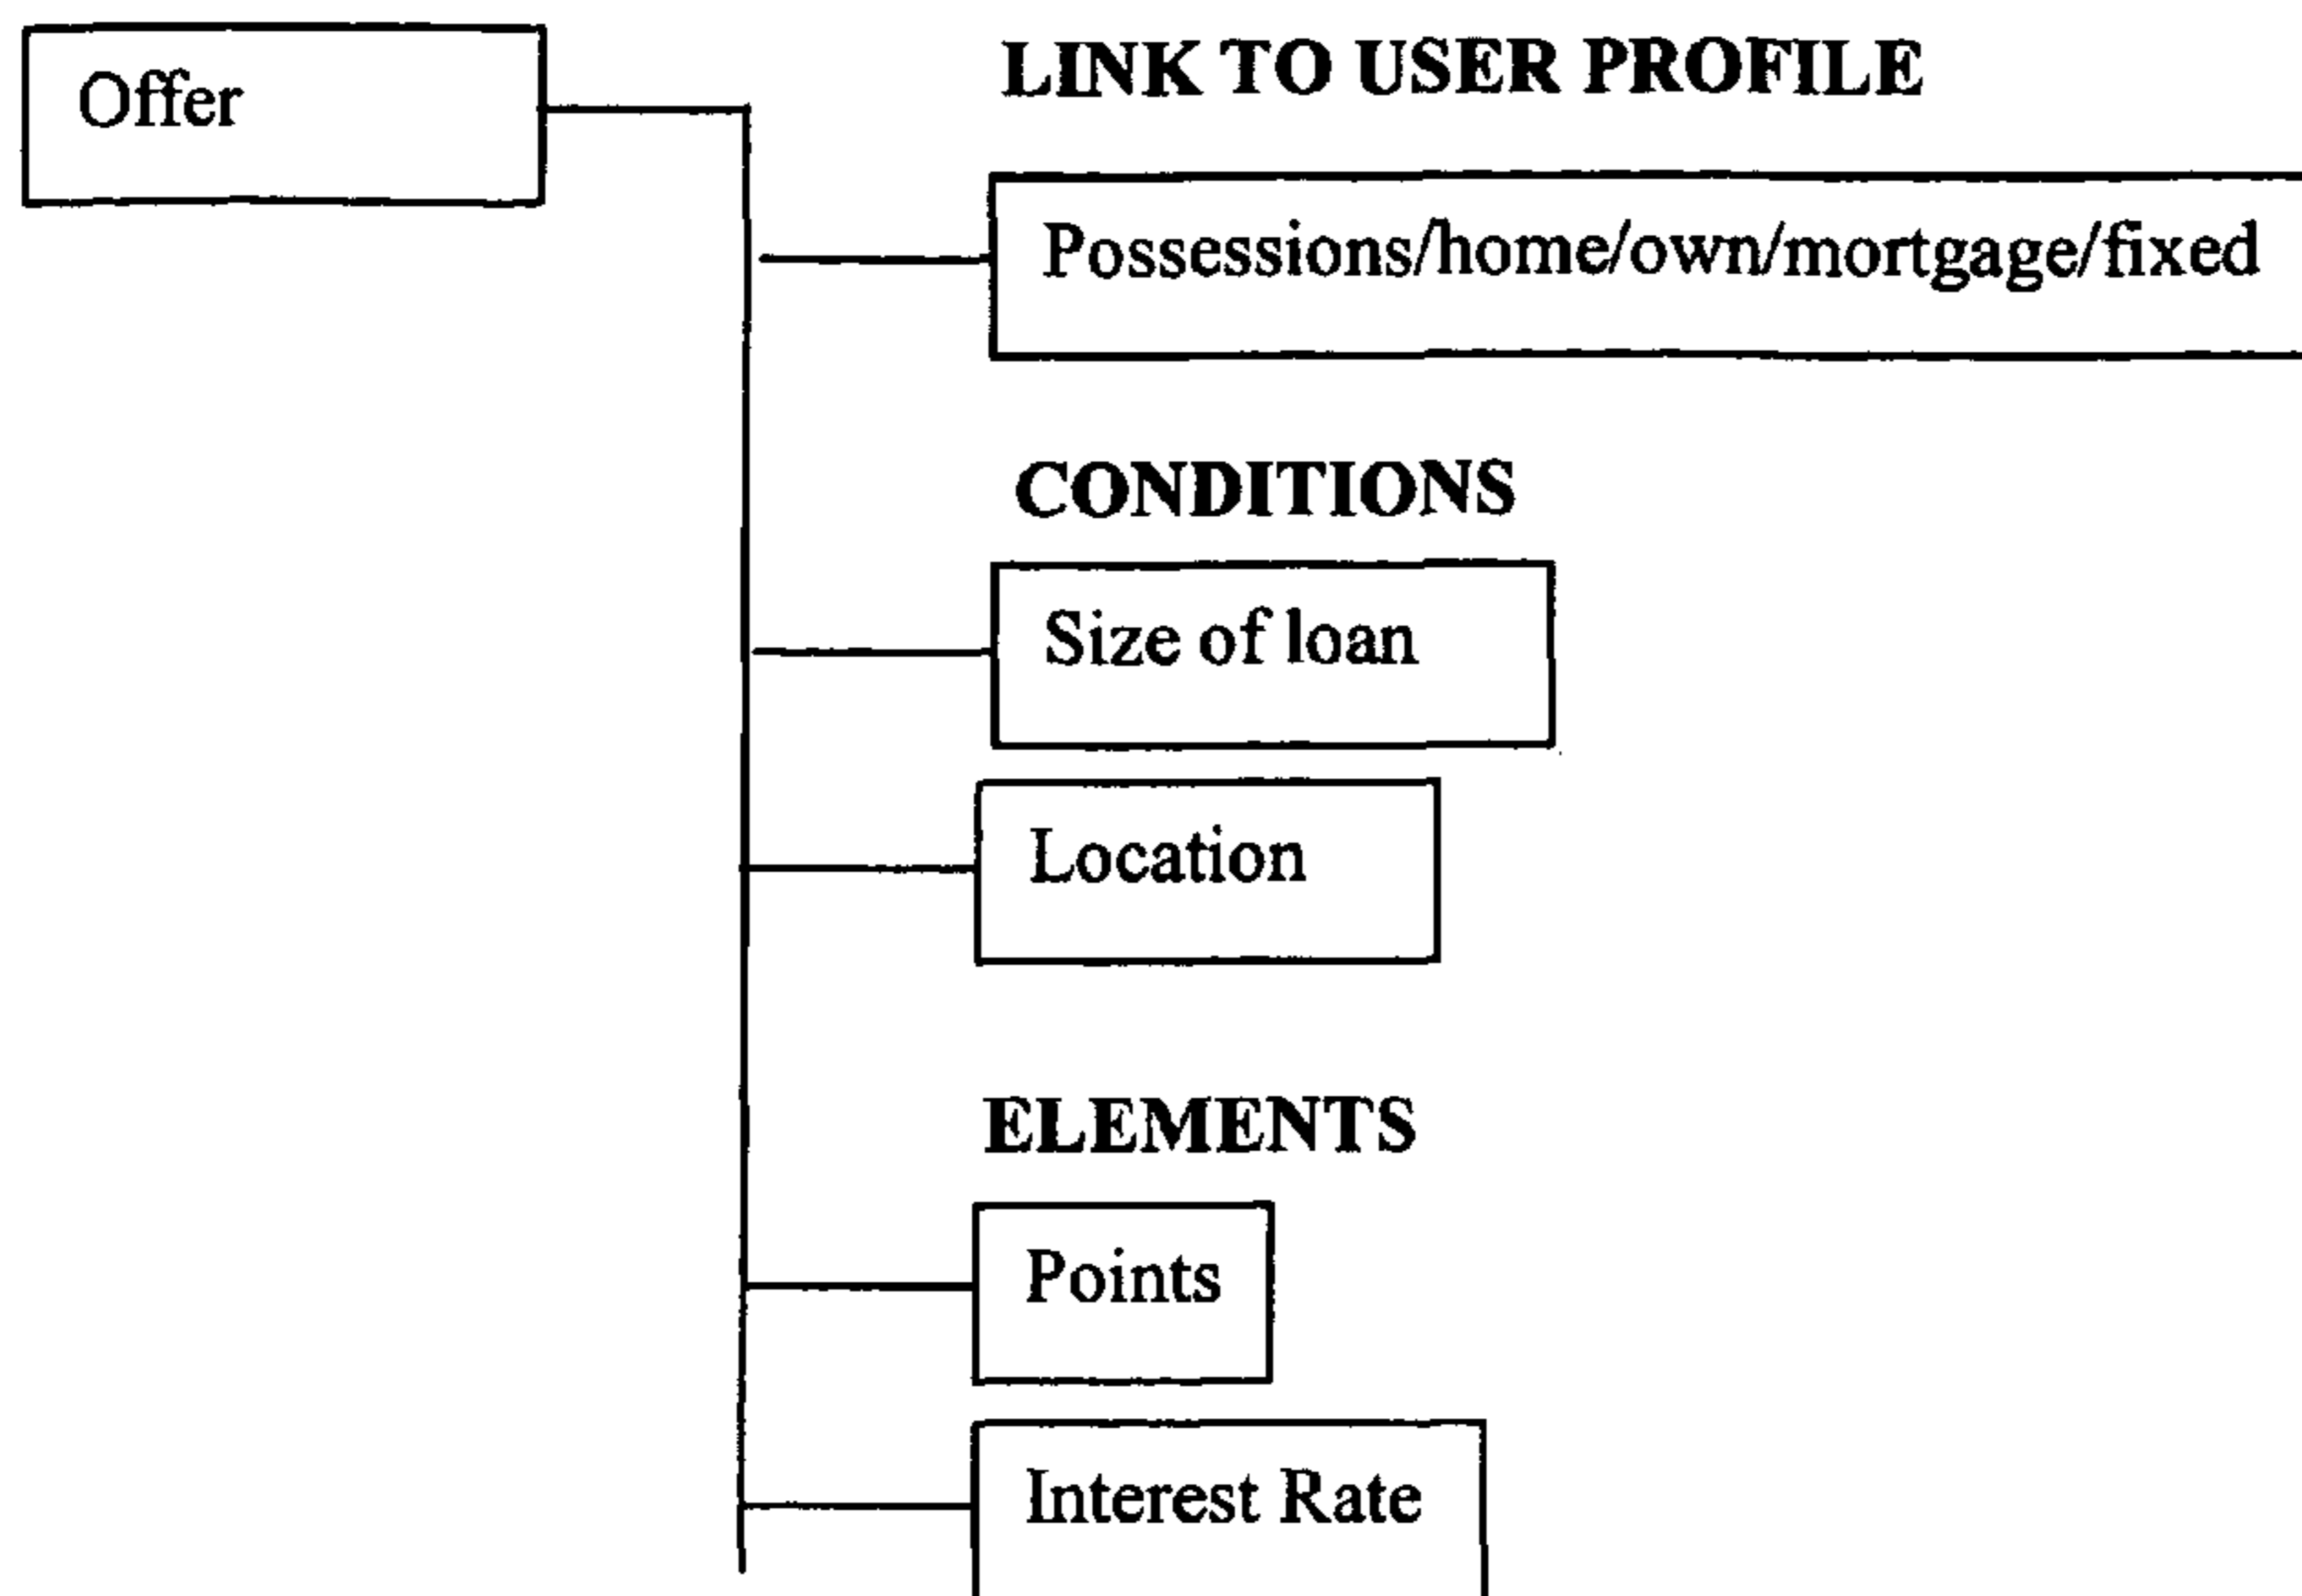 Offer
LINK TO USER PROFILE
Possessions/home/own/mortgage/fixed
CONDITIONS
Size of loan
Location
ELEMENTS
Points
Interest Rate